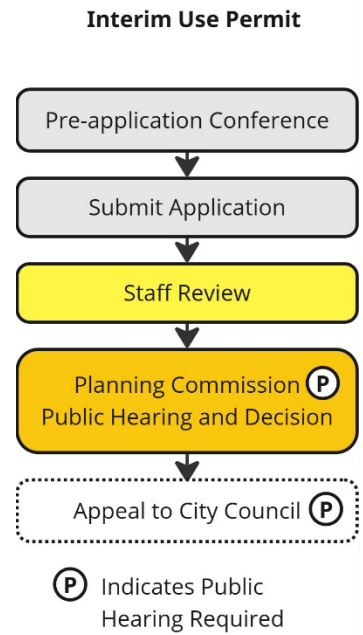 Interim Use Permit
Pre-application Conference
Submit Application
Staff Review
Planning Commission P
Public Hearing and Decision
Appeal to City Council P
P Indicates Public
Hearing Required